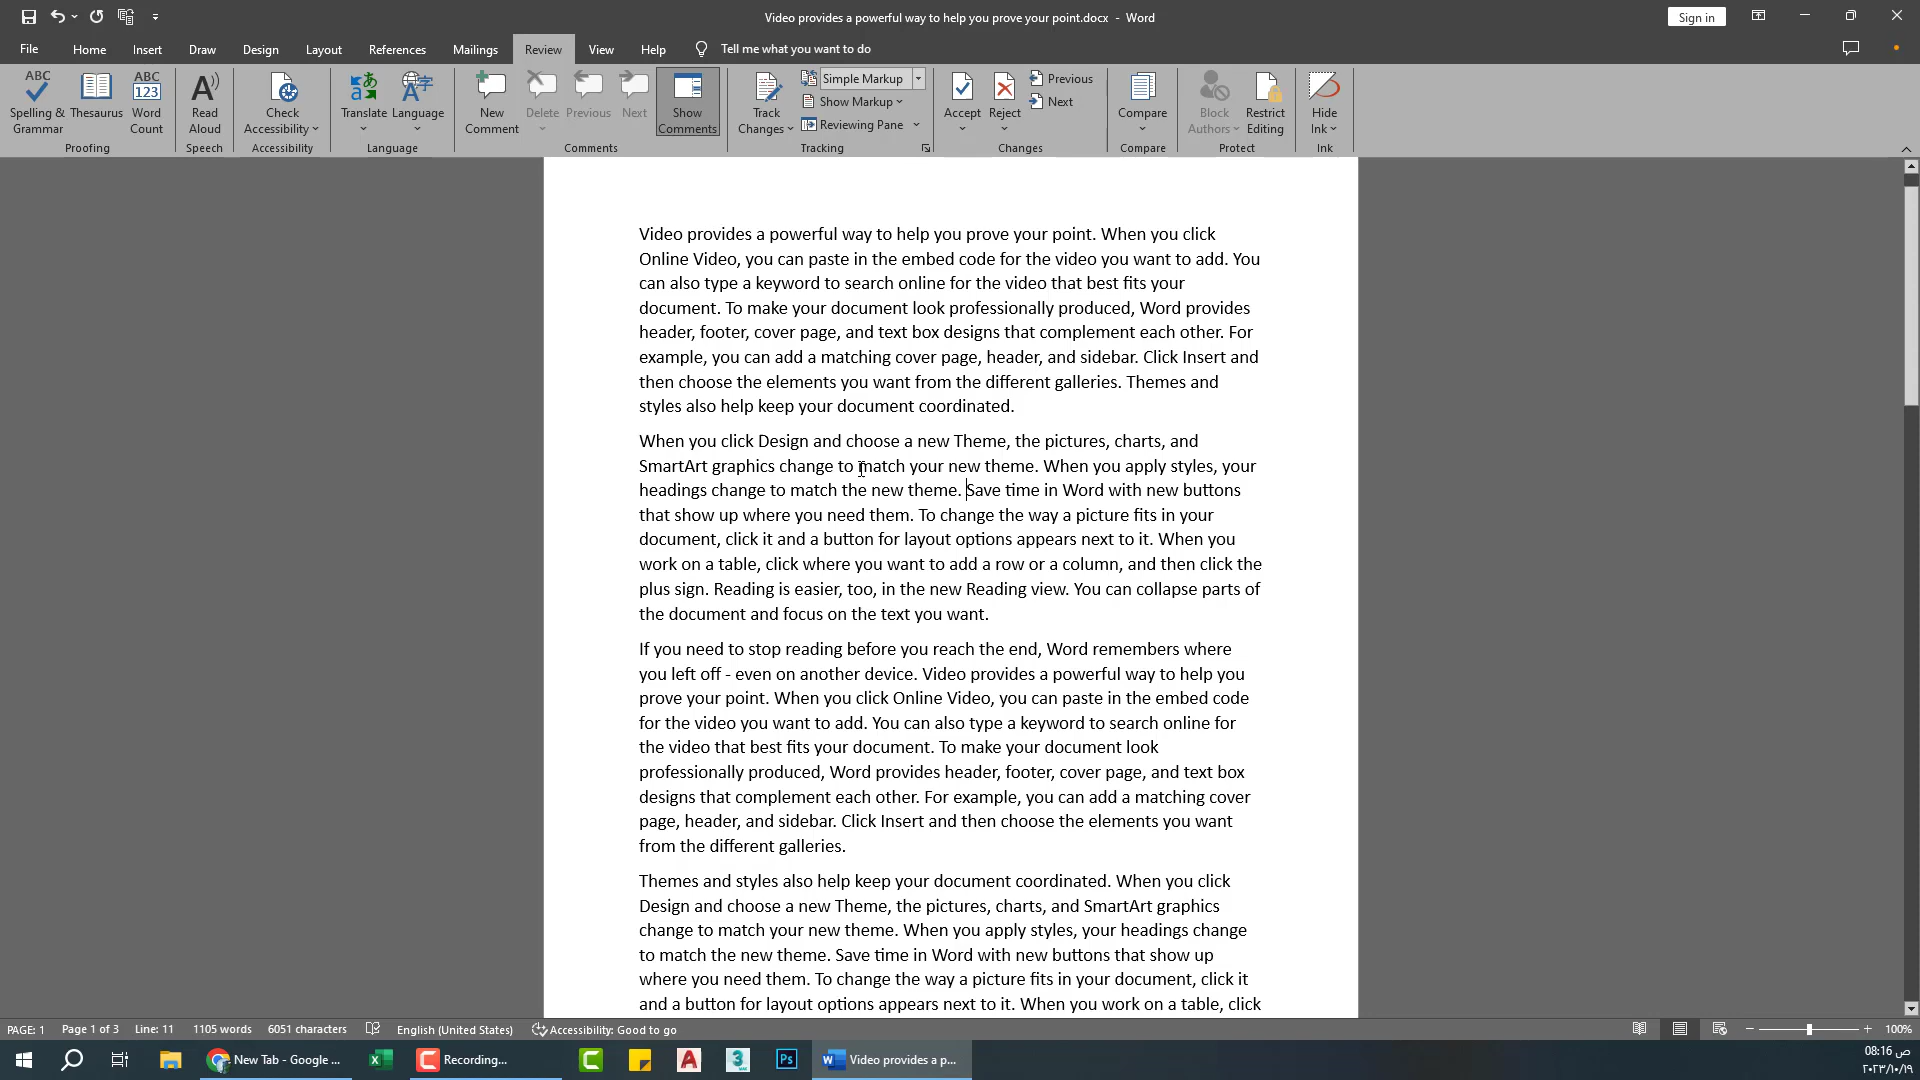 Video provides a powerful way to help you prove your point.docx - Word
Sign in
File Home Insert Draw Design Layout References Mailings Review View Help Tell me what you want to do
ABC Spelling & Grammar
Thesaurus
ABC 123 Word Count
Proofing
A Read Aloud
Speech
Check Accessibility
Accessibility
Translate
Language
Language
New Comment
Delete
Previous
Next
Show Comments
Comments
Track Changes
Simple Markup
Show Markup
Reviewing Pane
Tracking
Accept
Reject
Previous
Next
Changes
Compare
Compare
Block Authors
Restrict Editing
Protect
Hide Ink
Ink
Video provides a powerful way to help you prove your point. When you click
Online Video, you can paste in the embed code for the video you want to add. You
can also type a keyword to search online for the video that best fits your
document. To make your document look professionally produced, Word provides
header, footer, cover page, and text box designs that complement each other. For
example, you can add a matching cover page, header, and sidebar. Click Insert and
then choose the elements you want from the different galleries. Themes and
styles also help keep your document coordinated.
When you click Design and choose a new Theme, the pictures, charts, and
SmartArt graphics change to match your new theme. When you apply styles, your
headings change to match the new theme. Save time in Word with new buttons
that show up where you need them. To change the way a picture fits in your
document, click it and a button for layout options appears next to it. When you
work on a table, click where you want to add a row or a column, and then click the
plus sign. Reading is easier, too, in the new Reading view. You can collapse parts of
the document and focus on the text you want.
If you need to stop reading before you reach the end, Word remembers where
you left off - even on another device. Video provides a powerful way to help you
prove your point. When you click Online Video, you can paste in the embed code
for the video you want to add. You can also type a keyword to search online for
the video that best fits your document. To make your document look
professionally produced, Word provides header, footer, cover page, and text box
designs that complement each other. For example, you can add a matching cover
page, header, and sidebar. Click Insert and then choose the elements you want
from the different galleries.
Themes and styles also help keep your document coordinated. When you click
Design and choose a new Theme, the pictures, charts, and SmartArt graphics
change to match your new theme. When you apply styles, your headings change
to match the new theme. Save time in Word with new buttons that show up
where you need them. To change the way a picture fits in your document, click it
and a button for layout options appears next to it. When you work on a table, click
PAGE: 1 Page 1 of 3 Line: 11 1105 words 6051 characters English (United States) Accessibility: Good to go 100%
New Tab - Google ... Recording... Ps Video provides a p...
08:16 ص
٢٠٢٣/١٠/١٩